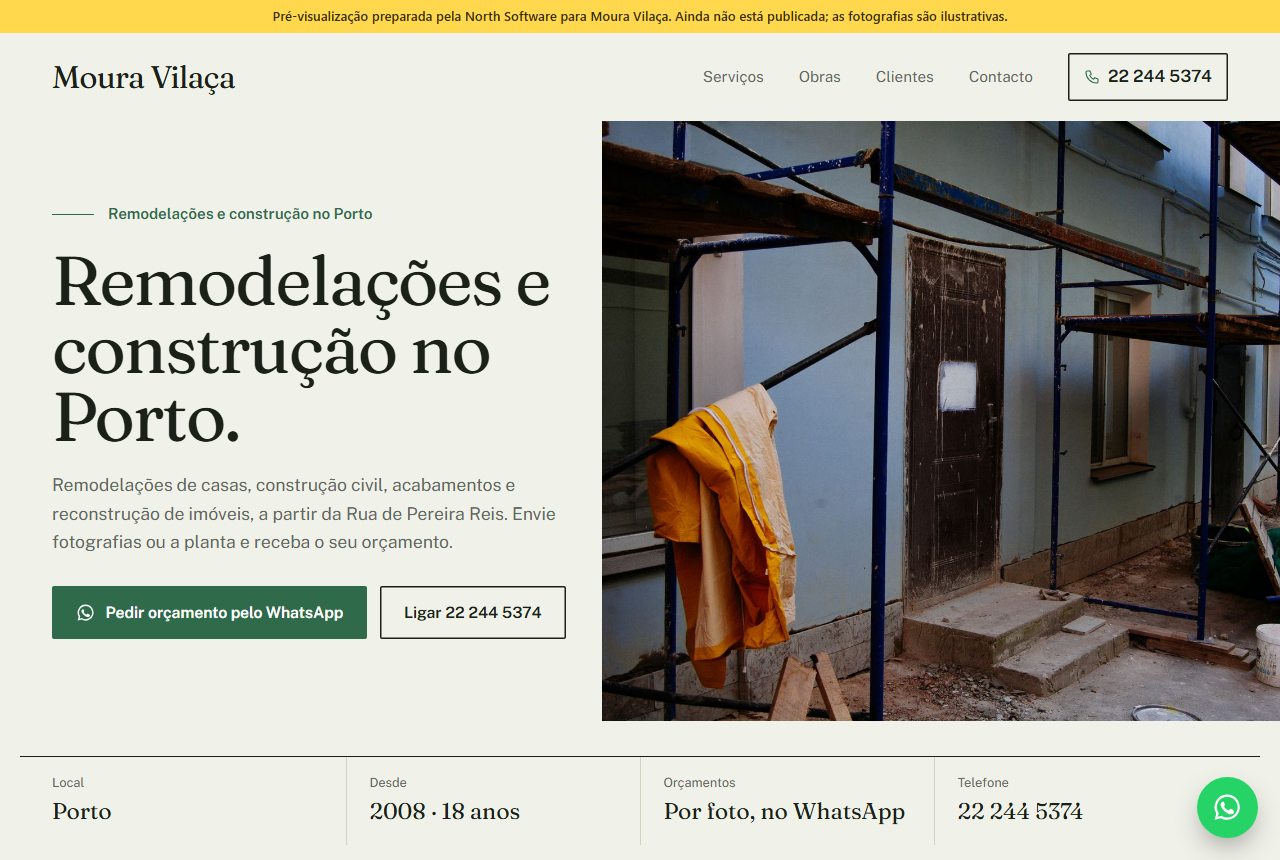 Pré-visualização preparada pela North Software para Moura Vilaça. Ainda não está publicada; as fotografias são ilustrativas.
Moura Vilaça
Serviços
Obras
Clientes
Contacto
22 244 5374
Remodelações e construção no Porto
Remodelações e
construção no
Porto.
Remodelações de casas, construção civil, acabamentos e
reconstrução de imóveis, a partir da Rua de Pereira Reis. Envie
fotografias ou a planta e receba o seu orçamento.
Pedir orçamento pelo WhatsApp
Ligar 22 244 5374
Local
Porto
Desde
2008 · 18 anos
Orçamentos
Por foto, no WhatsApp
Telefone
22 244 5374